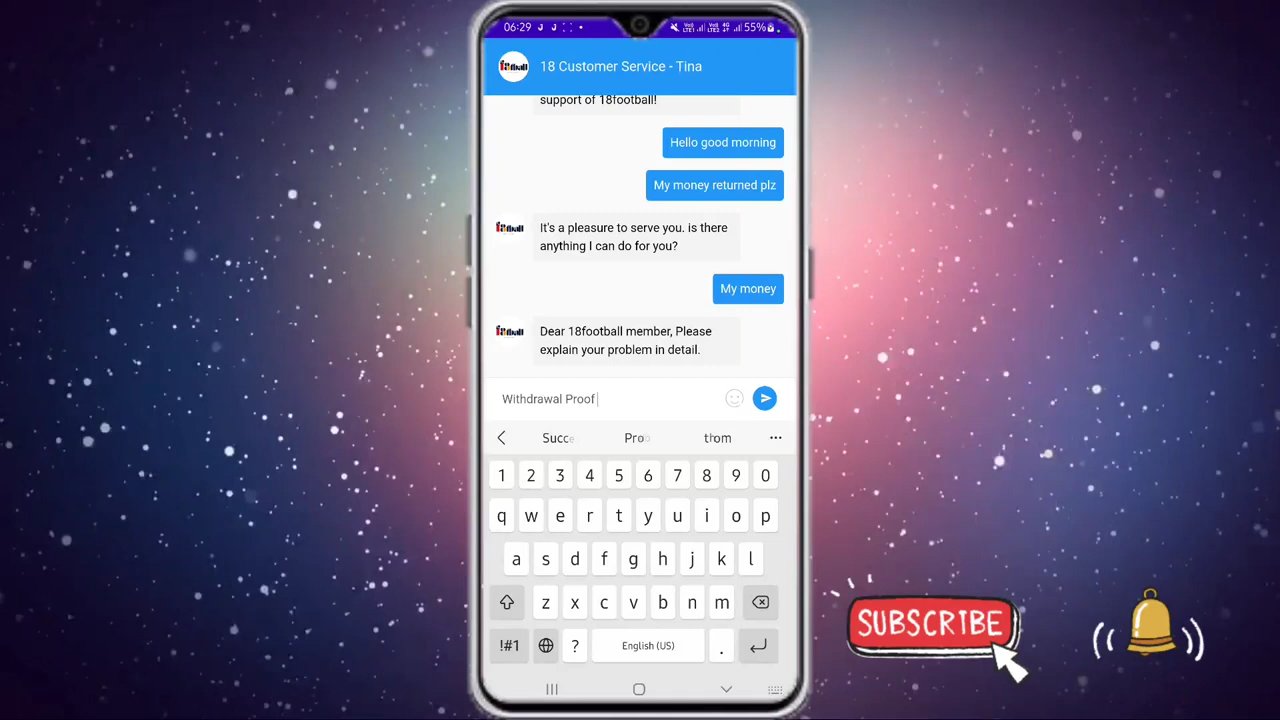 06:29
55%
18 Customer Service - Tina
support of 18football!
Hello good morning
My money returned plz
It's a pleasure to serve you. is there
anything I can do for you?
My money
Dear 18football member, Please
explain your problem in detail.
Withdrawal Proof
Succe
Pro
thom
1 2 3 4 5 6 7 8 9 0
q w e r t y u i o p
a s d f g h j k l
z x c v b n m
!#1 ? English (US) .
SUBSCRIBE